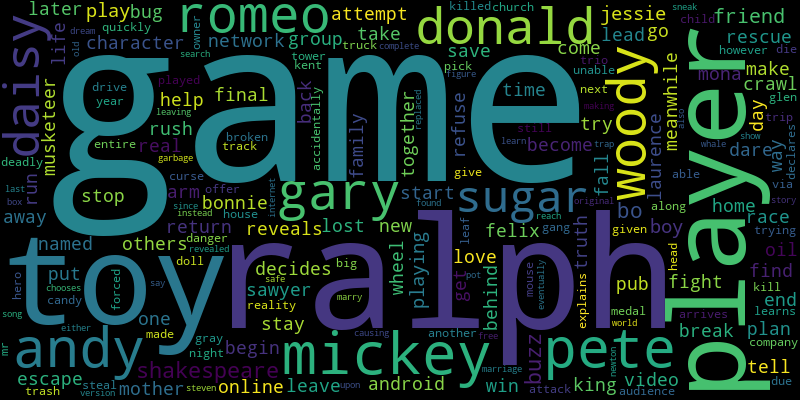 later play bug
romeo
donald
attempt
jessie
friend
sneak
life
character network group take
killed church
save come lead go
child
rescue
daisy
game
woody
player
quickly
owner
truck
tower
kent
pick
trio
unable
however die
mona make
crawl
old
dream
search
complete
figure
musketeer
drive
year
help final
back
time
next
meanwhile
glen
deadly
rush
played
leaving
family
together
replaced
refuse
try
making
day
trip
entire
real
broken
track
accidentally
still
become
laurence
dare
also
whale show
way
stop
curse
garbage
learn
trap
declares
run
arm offer
bonnie
gary
give
sugar
fall
bo
able
via
last
box
away
since
instead
house
internet
found
start
reach
original
along
home
story
return
reveals lost new
felix
gang
given
boy
race
trying
named
others
danger
revealed
wheel
playing
leaf
truth
head
oil
toy
ralph
hero
put
doll
decides
big
love
behind
mouse
pub
fight
find
song
chooses
candy
forced
say
sawyer
safe
reality
marry
get
pot
eventually
explains
medal
world
arrives
kill
end
learns
either
one
stay
another
free
buzz
pete
break plan
mr
andy
made
gray
night
begin
mickey
causing
marriage
newton
company
escape
shakespeare
tell
trash
steal
version
mother
steven
online
leave
upon
android
win
attack
king video
audience
due